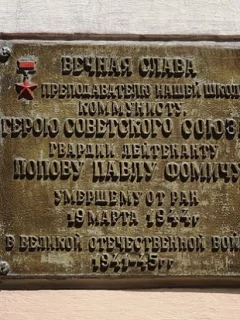 ВЕЧНАЯ СЛАВА
ПРЕПОДАВАТЕЛЮ НАШЕЙ ШКОЛ
КОММУНИСТУ,
ГЕРОЮ СОВЕТСКОГО СОЮЗ
ГВАРДИИ ЛЕЙТЕНАНТУ
ПОПОВУ ПАВЛУ ФОМИЧУ
УМЕРШЕМУ ОТ РАН
19 МАРТА 1944г
В ВЕЛИКОЙ ОТЕЧЕСТВЕННОЙ ВОЙ
1941-45гг